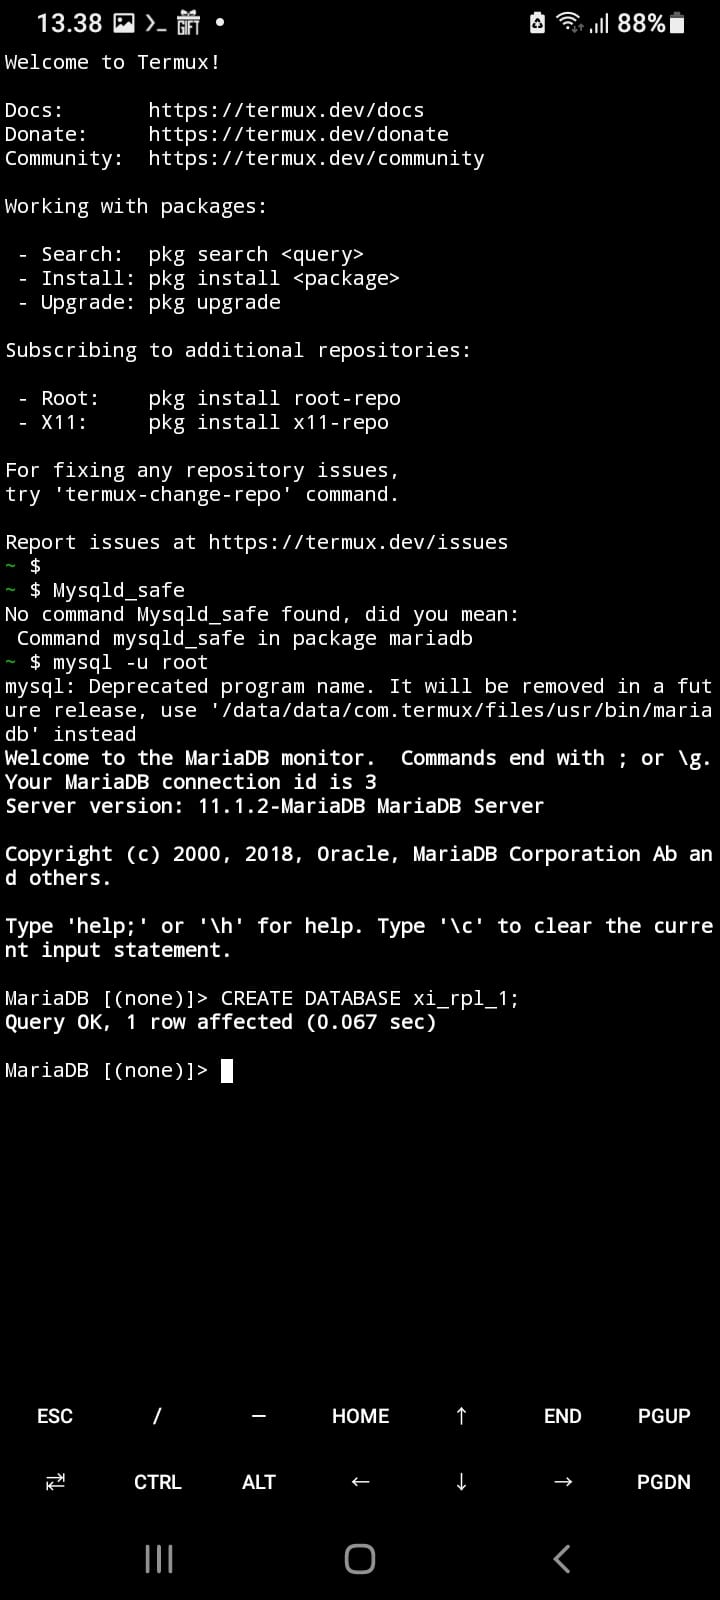 13.38 GIFT 88%
Welcome to Termux!
Docs: https://termux.dev/docs
Donate: https://termux.dev/donate
Community: https://termux.dev/community
Working with packages:
- Search: pkg search <query>
- Install: pkg install <package>
- Upgrade: pkg upgrade
Subscribing to additional repositories:
- Root: pkg install root-repo
- X11: pkg install x11-repo
For fixing any repository issues,
try 'termux-change-repo' command.
Report issues at https://termux.dev/issues
~ $
~ $ Mysqld_safe
No command Mysqld_safe found, did you mean:
Command mysqld_safe in package mariadb
~ $ mysql -u root
mysql: Deprecated program name. It will be removed in a fut
ure release, use '/data/data/com.termux/files/usr/bin/maria
db' instead
Welcome to the MariaDB monitor. Commands end with ; or \g.
Your MariaDB connection id is 3
Server version: 11.1.2-MariaDB MariaDB Server
Copyright (c) 2000, 2018, Oracle, MariaDB Corporation Ab an
d others.
Type 'help;' or '\h' for help. Type '\c' to clear the curre
nt input statement.
MariaDB [(none)]> CREATE DATABASE xi_rpl_1;
Query OK, 1 row affected (0.067 sec)
MariaDB [(none)]>
ESC / — HOME ↑ END PGUP
⇄ CTRL ALT ← ↓ → PGDN